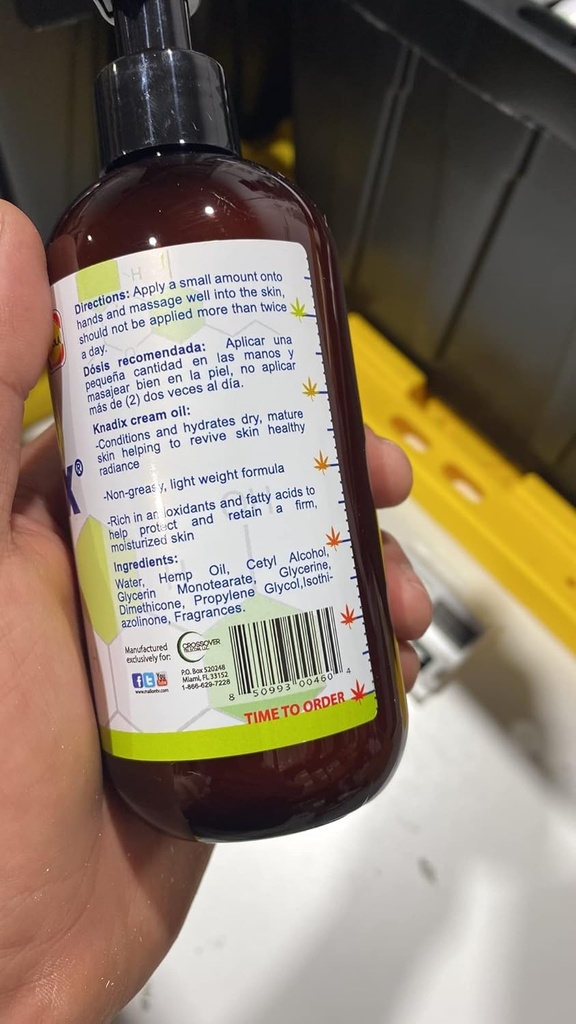 Directions: Apply a small amount onto
hands and massage well into the skin,
should not be applied more than twice
a day.
Dósis recomendada: Aplicar una
pequeña cantidad en las manos y
masajear bien en la piel, no aplicar
más de (2) dos veces al día.
Knadix cream oil:
-Conditions and hydrates dry, mature
skin helping to revive skin healthy
radiance
-Non-greasy, light weight formula
-Rich in antioxidants and fatty acids to
help protect and retain a firm,
moisturized skin
Ingredients:
Water, Hemp Oil, Cetyl Alcohol,
Glycerin Monotearate, Glycerine,
Dimethicone, Propylene Glycol,Isothi-
azolinone, Fragrances.
Manufactured
exclusively for:
CROSSOVER
P.O. Box 520248
Miami, FL 33152
1-866-629-7228
www.mallontv.com
8 50993 00460 4
TIME TO ORDER
X®